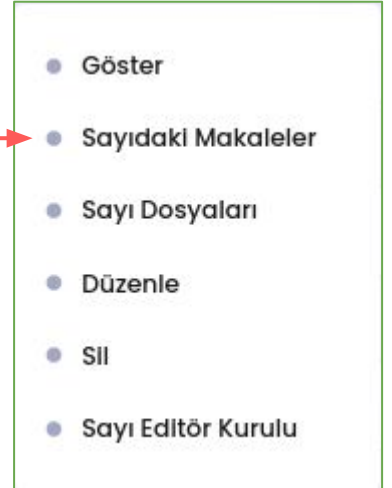 Göster
Sayıdaki Makaleler
Sayı Dosyaları
Düzenle
Sil
Sayı Editör Kurulu